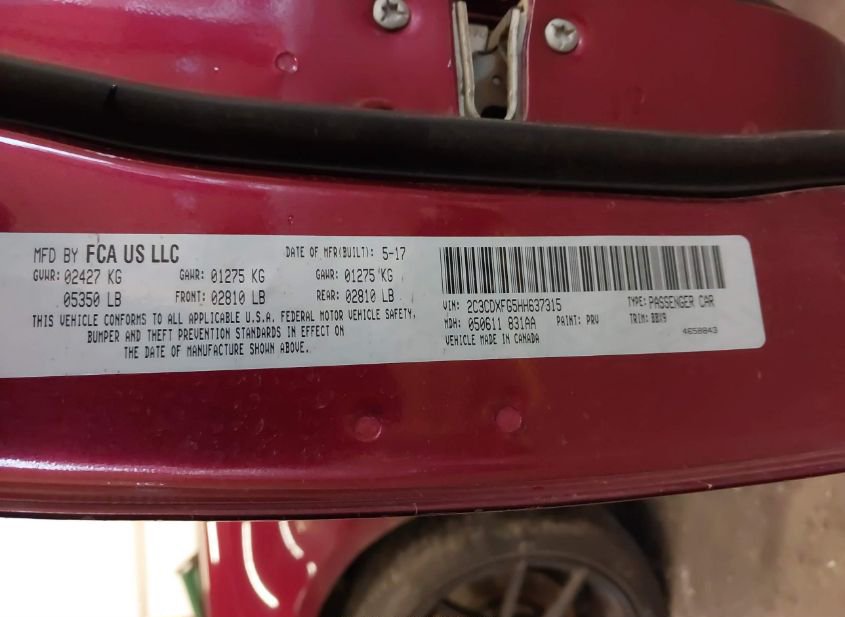 MFD BY FCA US LLC DATE OF MFR(BUILT): 5-17
GVWR: 02427 KG GAWR: 01275 KG GAWR: 01275 KG
05350 LB FRONT: 02810 LB REAR: 02810 LB
THIS VEHICLE CONFORMS TO ALL APPLICABLE U.S.A. FEDERAL MOTOR VEHICLE SAFETY,
BUMPER AND THEFT PREVENTION STANDARDS IN EFFECT ON
THE DATE OF MANUFACTURE SHOWN ABOVE.
VIN: 2C3CDXFG5HH637315 TYPE: PASSENGER CAR
MDH: 050611 831AA PAINT: PRV TRIM: BBX9
VEHICLE MADE IN CANADA 4658843